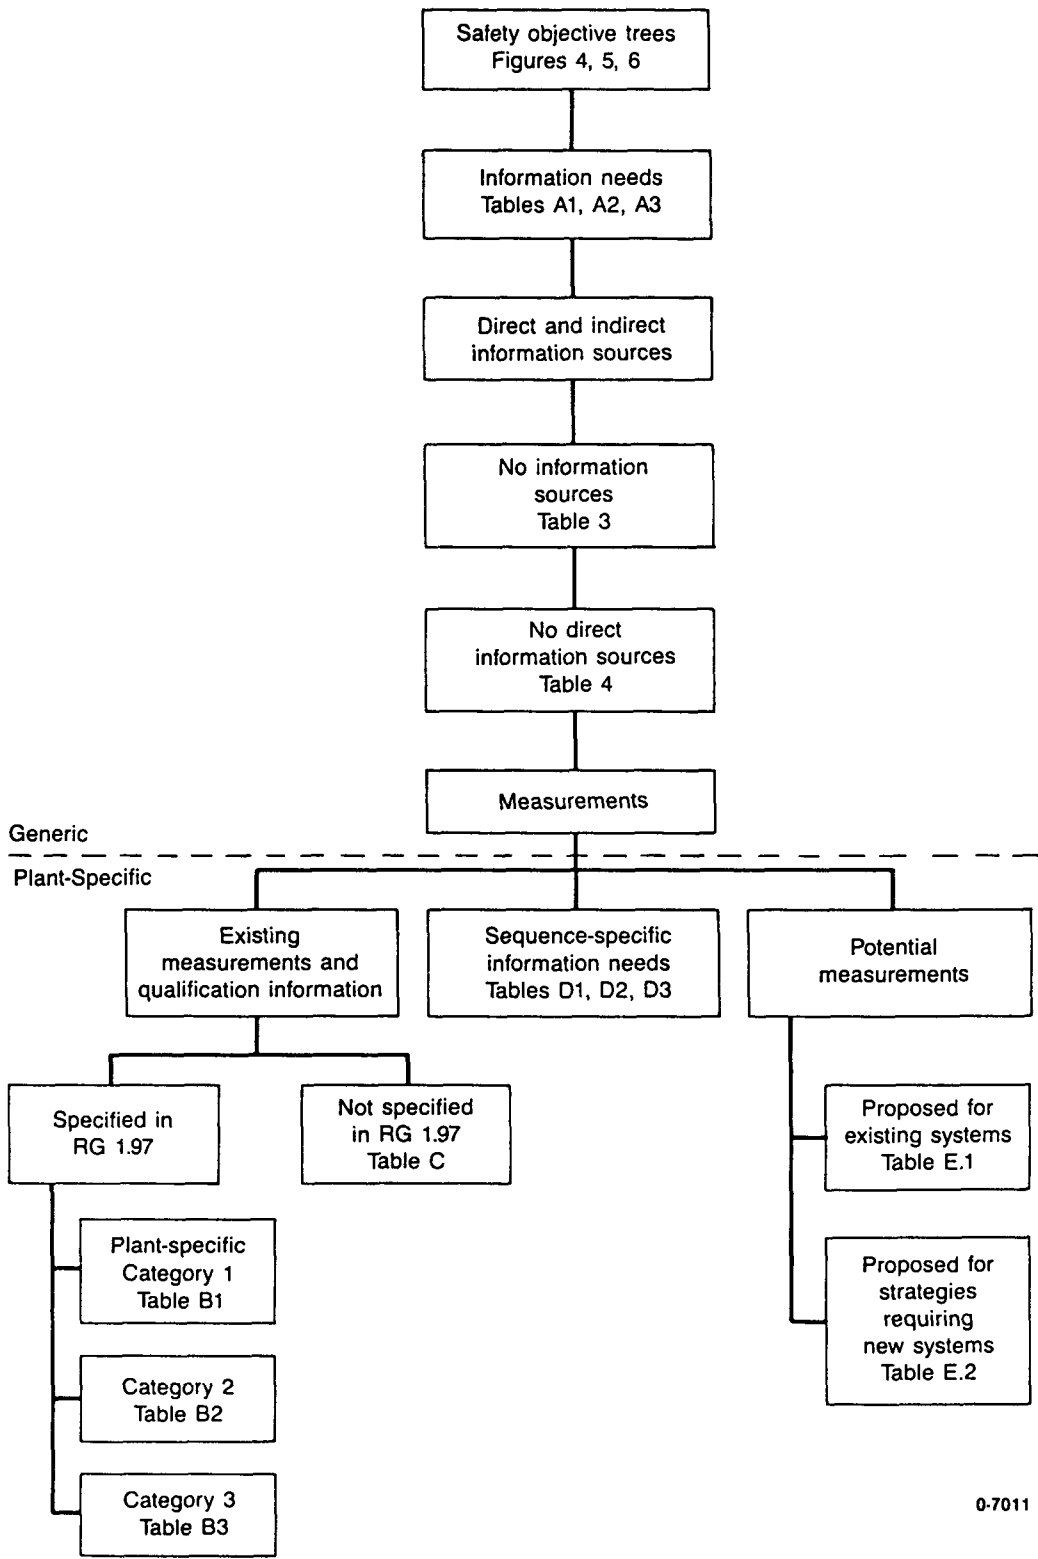 Safety objective trees
Figures 4, 5, 6
Information needs
Tables A1, A2, A3
Direct and indirect
information sources
No information
sources
Table 3
No direct
information sources
Table 4
Measurements
Generic
Plant-Specific
Existing
measurements and
qualification information
Sequence-specific
information needs
Tables D1, D2, D3
Potential
measurements
Specified in
RG 1.97
Not specified
in RG 1.97
Table C
Proposed for
existing systems
Table E.1
Plant-specific
Category 1
Table B1
Proposed for
strategies
requiring
new systems
Table E.2
Category 2
Table B2
Category 3
Table B3
0-7011